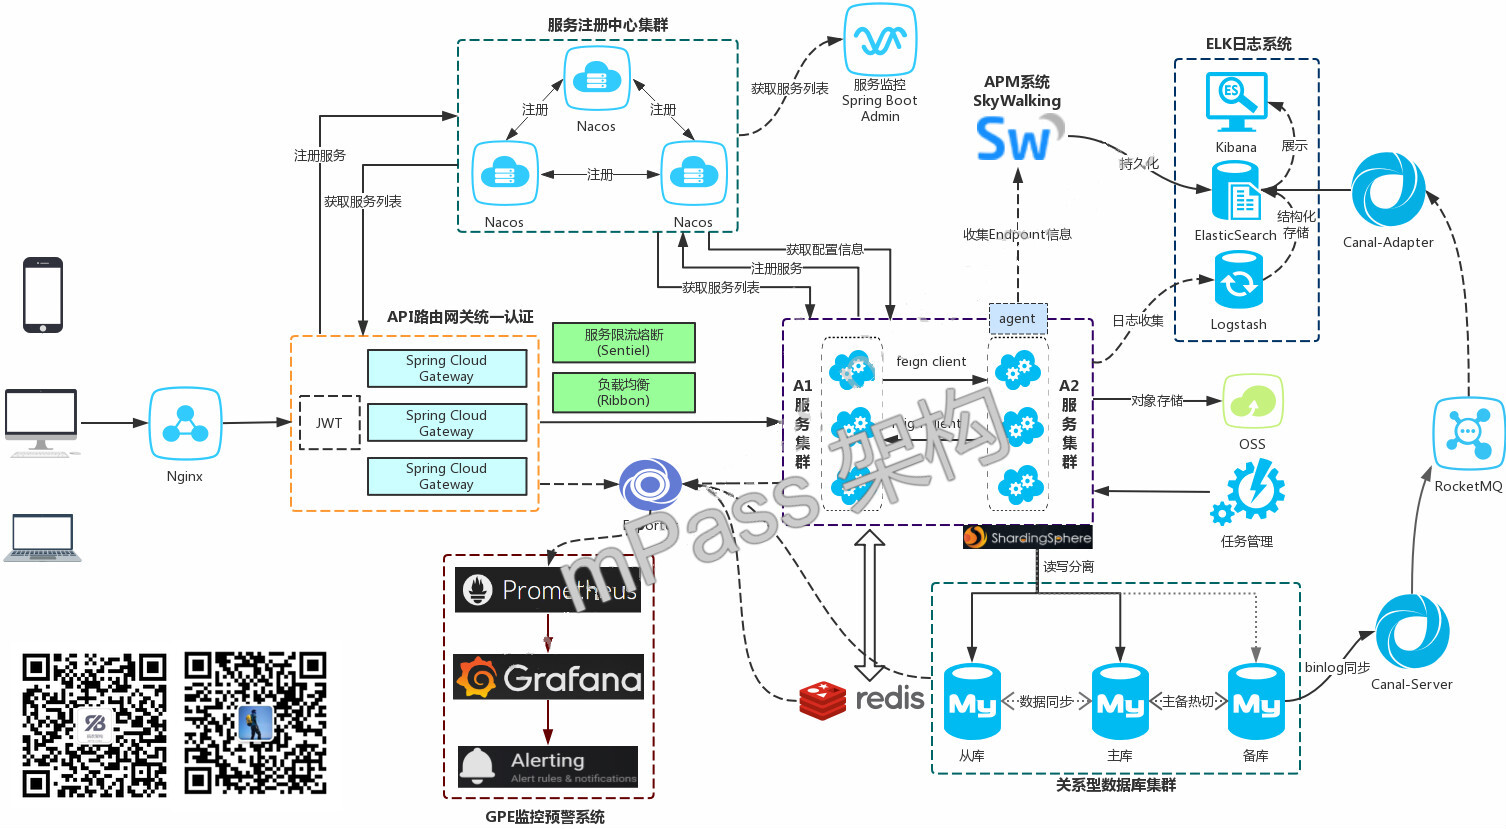 服务注册中心集群
Nacos
注册
注册
注册
Nacos
Nacos
获取服务列表
服务监控
Spring Boot
Admin
APM系统
SkyWalking
Sw
持久化
收集Endpoint信息
ELK日志系统
ES
Kibana
展示
ElasticSearch
结构化
存储
Logstash
日志收集
Canal-Adapter
注册服务
获取服务列表
获取配置信息
注册服务
获取服务列表
API路由网关统一认证
Spring Cloud
Gateway
JWT
Spring Cloud
Gateway
Spring Cloud
Gateway
Nginx
服务限流熔断
(Sentiel)
负载均衡
(Ribbon)
agent
A1
服
务
集
群
feign client
A2
服
务
集
群
对象存储
OSS
任务管理
RocketMQ
mPass 架构
ShardingSphere
读写分离
Prometheus
Grafana
Alerting
Alert rules & notifications
GPE监控预警系统
redis
My
从库
数据同步
My
主库
主备热切
My
备库
关系型数据库集群
binlog同步
Canal-Server